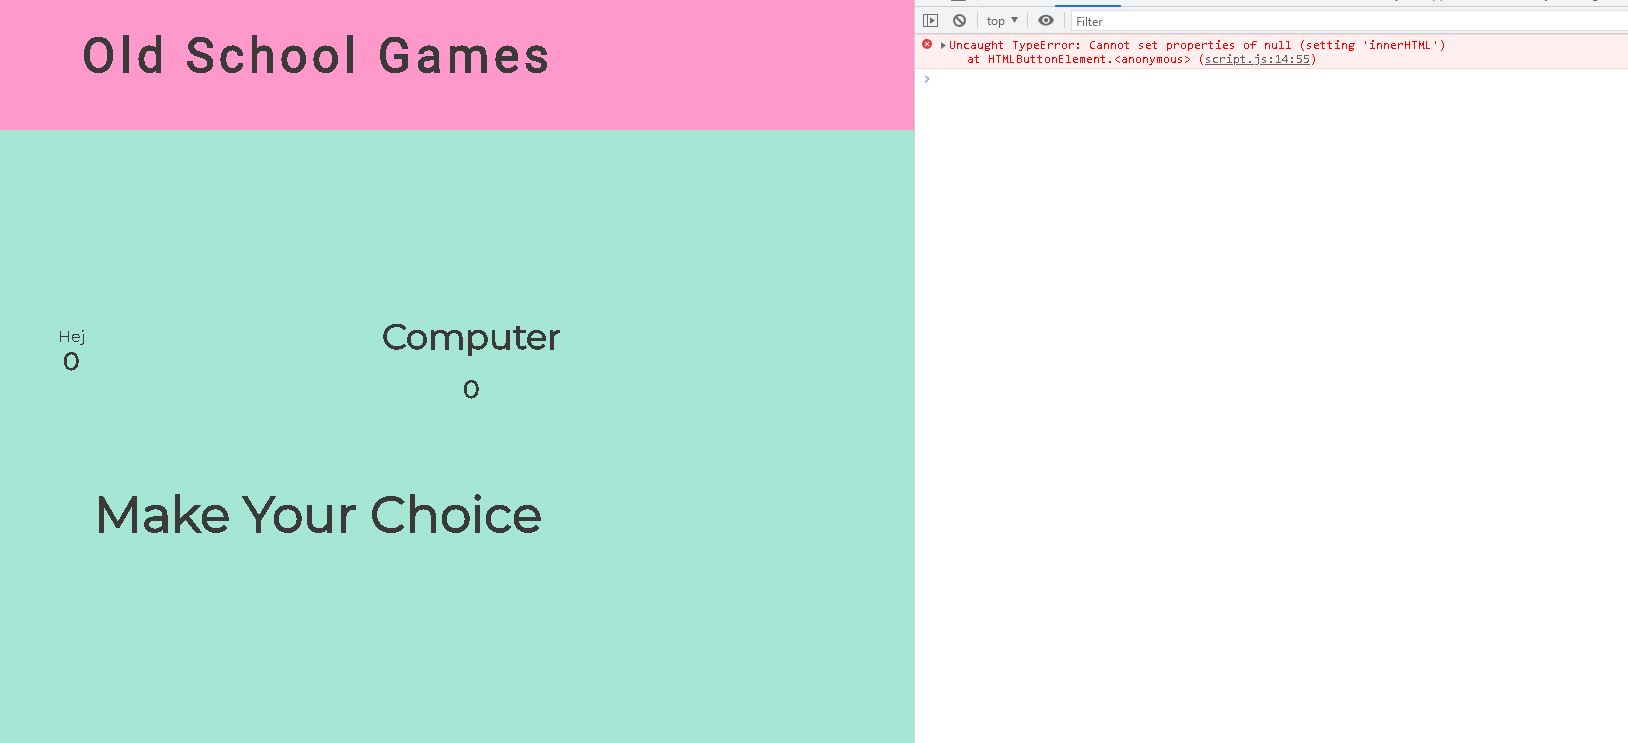 Old School Games
Hej
0
Computer
0
Make Your Choice
top
Filter
Uncaught TypeError: Cannot set properties of null (setting 'innerHTML')
at HTMLButtonElement.<anonymous> (script.js:14:55)